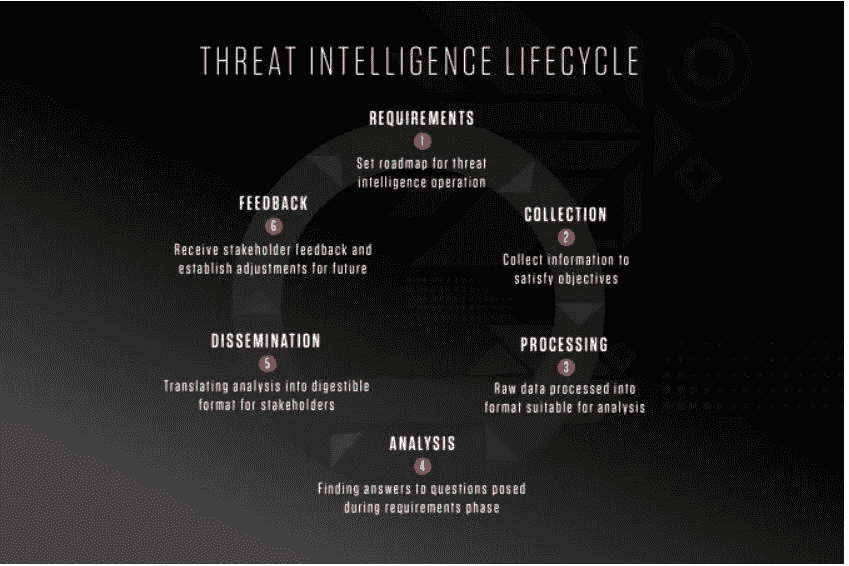 THREAT INTELLIGENCE LIFECYCLE
REQUIREMENTS
1
Set roadmap for threat
intelligence operation
COLLECTION
2
Collect information to
satisfy objectives
PROCESSING
3
Raw data processed into
format suitable for analysis
ANALYSIS
4
Finding answers to questions posed
during requirements phase
DISSEMINATION
5
Translating analysis into digestible
format for stakeholders
FEEDBACK
6
Receive stakeholder feedback and
establish adjustments for future